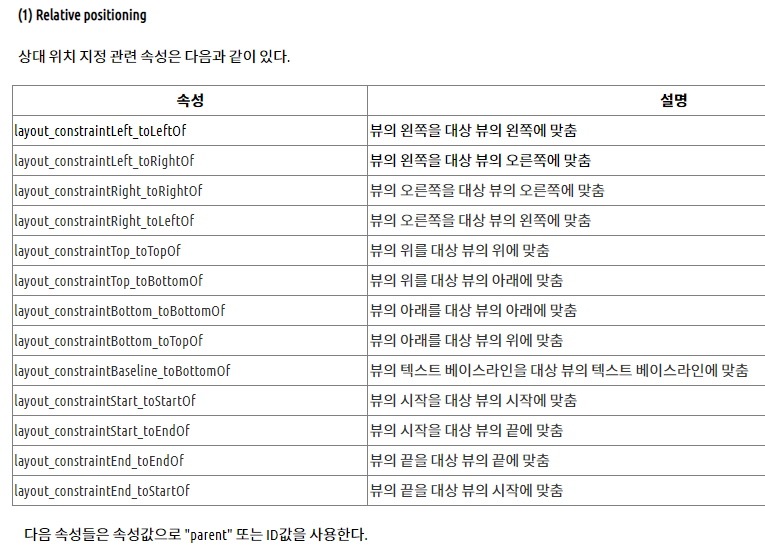 (1) Relative positioning
상대 위치 지정 관련 속성은 다음과 같이 있다.
속성 설명
layout_constraintLeft_toLeftOf 뷰의 왼쪽을 대상 뷰의 왼쪽에 맞춤
layout_constraintLeft_toRightOf 뷰의 왼쪽을 대상 뷰의 오른쪽에 맞춤
layout_constraintRight_toRightOf 뷰의 오른쪽을 대상 뷰의 오른쪽에 맞춤
layout_constraintRight_toLeftOf 뷰의 오른쪽을 대상 뷰의 왼쪽에 맞춤
layout_constraintTop_toTopOf 뷰의 위를 대상 뷰의 위에 맞춤
layout_constraintTop_toBottomOf 뷰의 위를 대상 뷰의 아래에 맞춤
layout_constraintBottom_toBottomOf 뷰의 아래를 대상 뷰의 아래에 맞춤
layout_constraintBottom_toTopOf 뷰의 아래를 대상 뷰의 위에 맞춤
layout_constraintBaseline_toBottomOf 뷰의 텍스트 베이스라인을 대상 뷰의 텍스트 베이스라인에 맞춤
layout_constraintStart_toStartOf 뷰의 시작을 대상 뷰의 시작에 맞춤
layout_constraintStart_toEndOf 뷰의 시작을 대상 뷰의 끝에 맞춤
layout_constraintEnd_toEndOf 뷰의 끝을 대상 뷰의 끝에 맞춤
layout_constraintEnd_toStartOf 뷰의 끝을 대상 뷰의 시작에 맞춤
다음 속성들은 속성값으로 "parent" 또는 ID값을 사용한다.